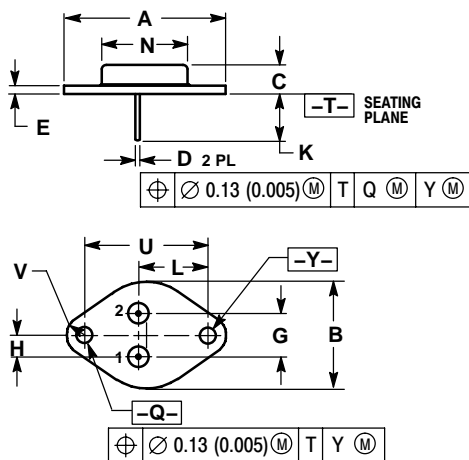 A
N
C
E
–T– SEATING PLANE
K
D 2 PL
⌖ ∅ 0.13 (0.005) Ⓜ T Q Ⓜ Y Ⓜ
U
L
V
–Y–
2
G
B
H
1
–Q–
⌖ ∅ 0.13 (0.005) Ⓜ T Y Ⓜ